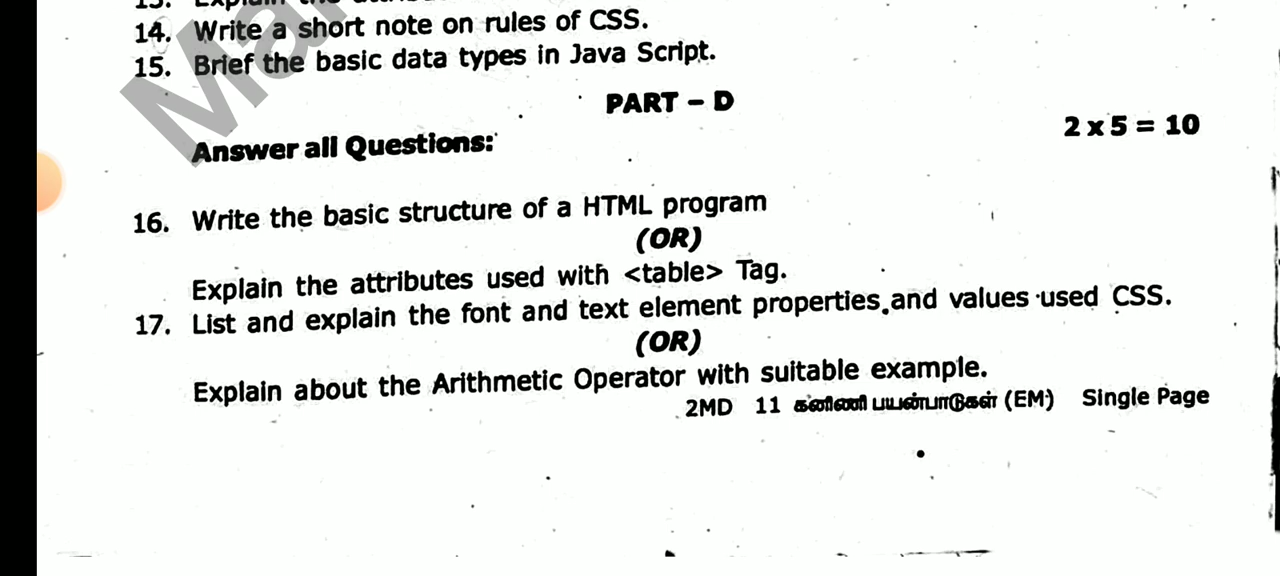 13. Explain the
14. Write a short note on rules of CSS.
15. Brief the basic data types in Java Script.
PART – D
Answer all Questions:
2 x 5 = 10
16. Write the basic structure of a HTML program
(OR)
Explain the attributes used with <table> Tag.
17. List and explain the font and text element properties and values used CSS.
(OR)
Explain about the Arithmetic Operator with suitable example.
2MD 11 கணினி பயன்பாடுகள் (EM) Single Page